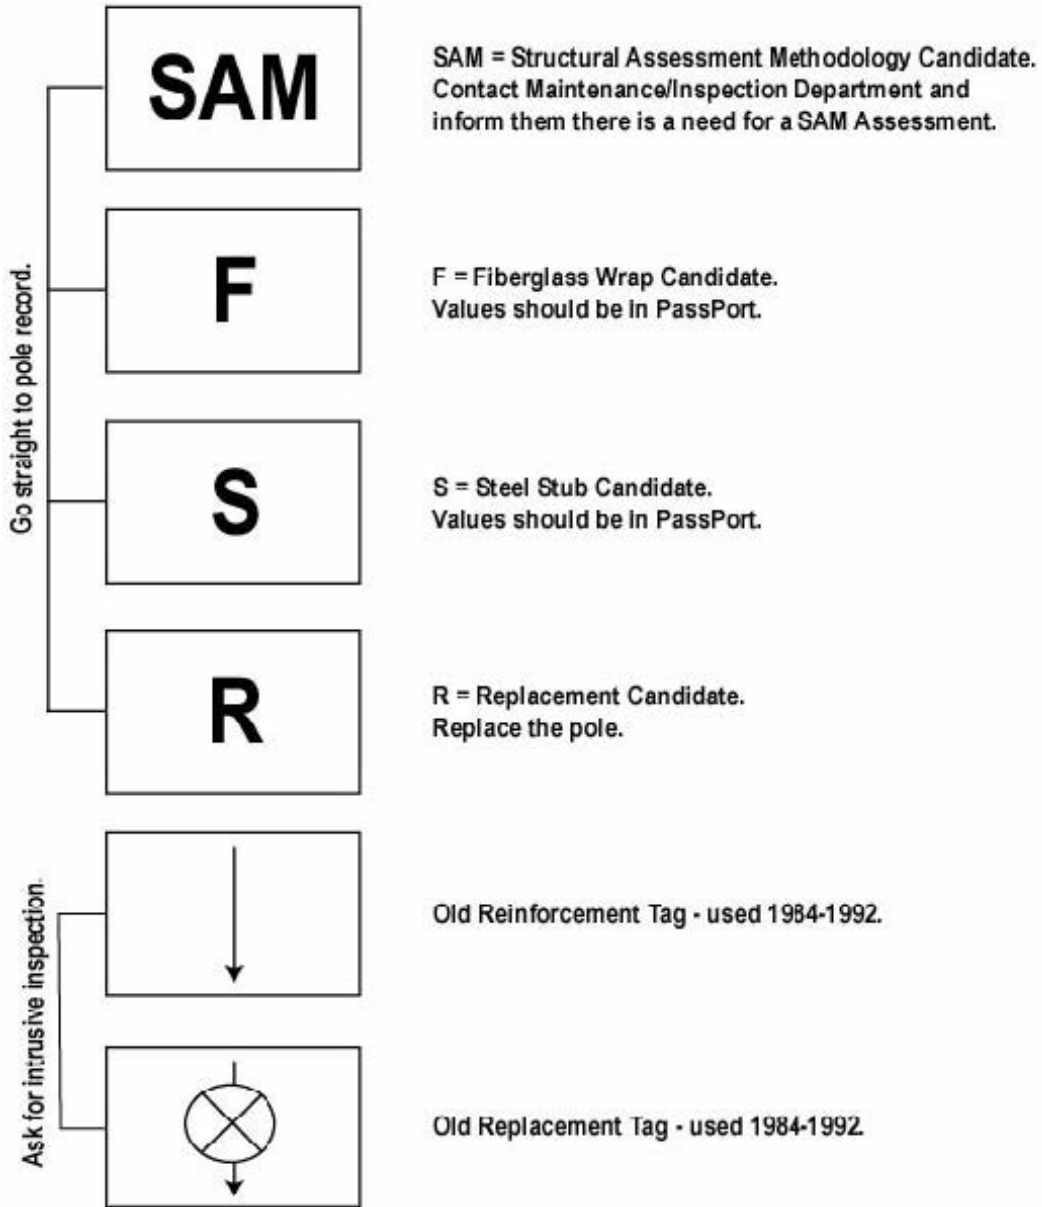 SAM
SAM = Structural Assessment Methodology Candidate.
Contact Maintenance/Inspection Department and
inform them there is a need for a SAM Assessment.
Go straight to pole record.
F
F = Fiberglass Wrap Candidate.
Values should be in PassPort.
S
S = Steel Stub Candidate.
Values should be in PassPort.
R
R = Replacement Candidate.
Replace the pole.
Ask for intrusive inspection.
Old Reinforcement Tag - used 1984-1992.
Old Replacement Tag - used 1984-1992.